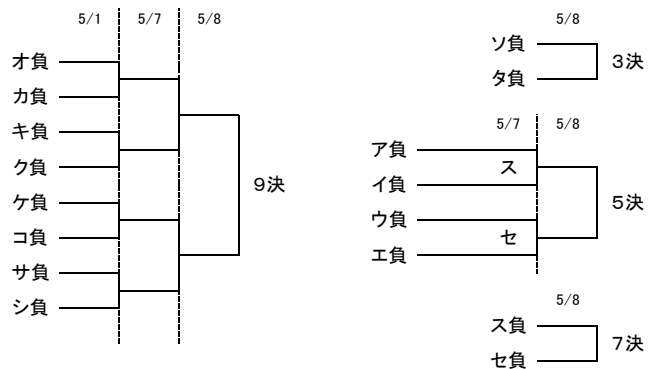 5/1 5/7 5/8
オ負
カ負
キ負
ク負
ケ負
コ負
サ負
シ負
９決
5/8
ソ負
タ負
３決
5/7 5/8
ア負
イ負
ウ負
エ負
ス
セ
５決
5/8
ス負
セ負
７決